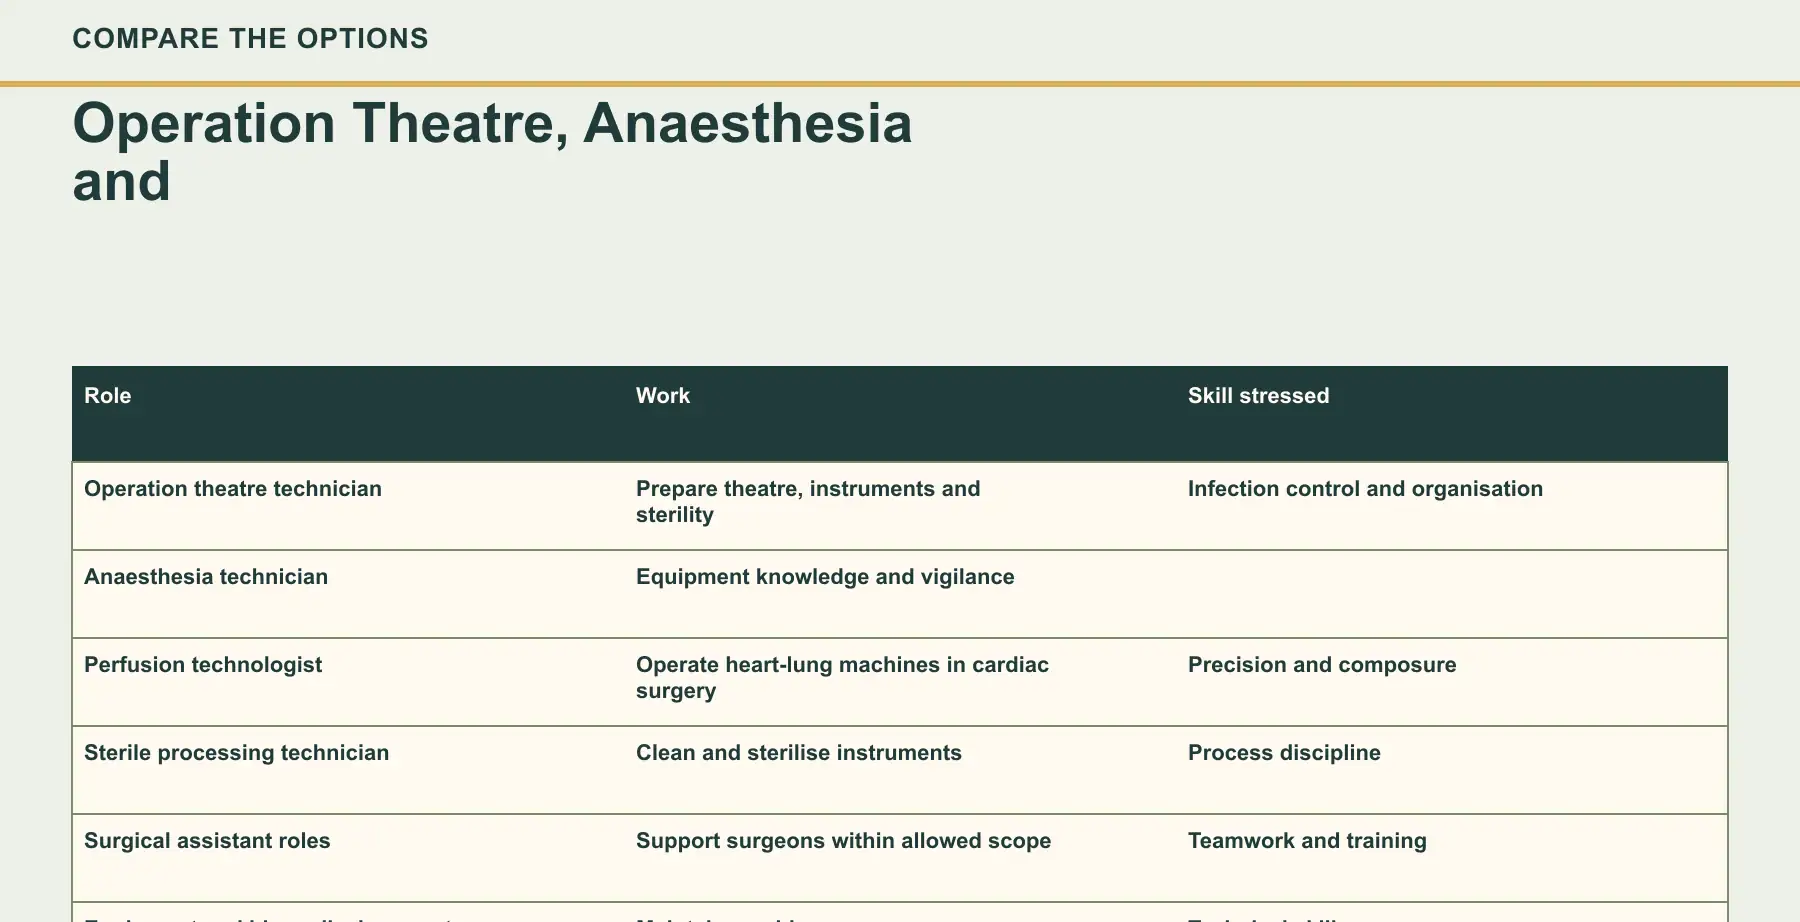 COMPARE THE OPTIONS
Operation Theatre, Anaesthesia
and
Role Work Skill stressed
Operation theatre technician Prepare theatre, instruments and Infection control and organisation
sterility
Anaesthesia technician Equipment knowledge and vigilance
Perfusion technologist Operate heart-lung machines in cardiac Precision and composure
surgery
Sterile processing technician Clean and sterilise instruments Process discipline
Surgical assistant roles Support surgeons within allowed scope Teamwork and training